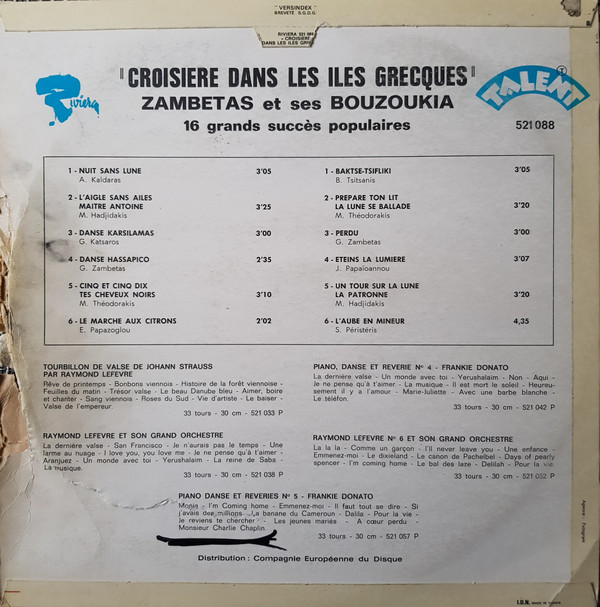 " VERSINDEX "
BREVETÉ S.G.D.G.
RIVIERA 521 088
- CROISIERE
DANS LES ILES GRECQUES
Riviera
"CROISIERE DANS LES ILES GRECQUES"
ZAMBETAS et ses BOUZOUKIA
16 grands succès populaires
TALENT
521 088
1 - NUIT SANS LUNE 3'05
A. Kaldaras
2 - L'AIGLE SANS AILES
MAITRE ANTOINE 3'25
M. Hadjidakis
3 - DANSE KARSILAMAS 3'00
G. Katsaros
4 - DANSE HASSAPICO 2'35
G. Zambetas
5 - CINQ ET CINQ DIX
TES CHEVEUX NOIRS 3'10
M. Théodorakis
6 - LE MARCHE AUX CITRONS 2'02
E. Papazoglou
1 - BAKTSE-TSIFLIKI 3'05
B. Tsitsanis
2 - PREPARE TON LIT
LA LUNE SE BALLADE 3'20
M. Théodorakis
3 - PERDU 3'00
G. Zambetas
4 - ETEINS LA LUMIERE 3'07
J. Papaïoannou
5 - UN TOUR SUR LA LUNE
LA PATRONNE 3'20
M. Hadjidakis
6 - L'AUBE EN MINEUR 4,35
S. Péristéris
TOURBILLON DE VALSE DE JOHANN STRAUSS
PAR RAYMOND LEFEVRE
Rêve de printemps - Bonbons viennois - Histoire de la forêt viennoise -
Feuilles du matin - Trésor valse - Le beau Danube bleu - Aimer, boire
et chanter - Sang viennois - Roses du Sud - Vie d'artiste - Le baiser -
Valse de l'empereur.
33 tours - 30 cm - 521 033 P
PIANO, DANSE ET REVERIE N° 4 - FRANKIE DONATO
La dernière valse - Un monde avec toi - Yerushalaim - Non - Aqui -
Je ne pense qu'à t'aimer - La musique - Il est mort le soleil - Heureu-
sement il y a l'amour - Marie-Juliette - Avec une barbe blanche -
Le téléfon.
33 tours - 30 cm - 521 042 P
RAYMOND LEFEVRE ET SON GRAND ORCHESTRE
La dernière valse - San Francisco - Je n'aurais pas le temps - Une
larme au nuage - I love you, you love me - Je ne pense qu'à t'aimer -
Aranjuez - Un monde avec toi - Yerushalaim - La reine de Saba -
La musique.
33 tours - 30 cm - 521 038 P
RAYMOND LEFEVRE N° 6 ET SON GRAND ORCHESTRE
La la la - Comme un garçon - I'll never leave you - Une enfance -
Emmenez-moi - Le dixieland - Le canon de Pachelbel - Days of pearly
spencer - I'm coming home - Le bal des laze - Delilah - Pour la vie
33 tours - 30 cm - 521 052 P
PIANO DANSE ET REVERIES N° 5 - FRANKIE DONATO
Monia - I'm Coming home - Emmenez-moi - Il faut tout se dire - Si
j'avais des millions - La banane du Cameroun - Dalila - Pour la vie -
Je reviens te chercher - Les jeunes mariés - A cœur perdu -
Monsieur Charlie Chaplin.
33 tours - 30 cm - 521 057 P
Distribution : Compagnie Européenne du Disque